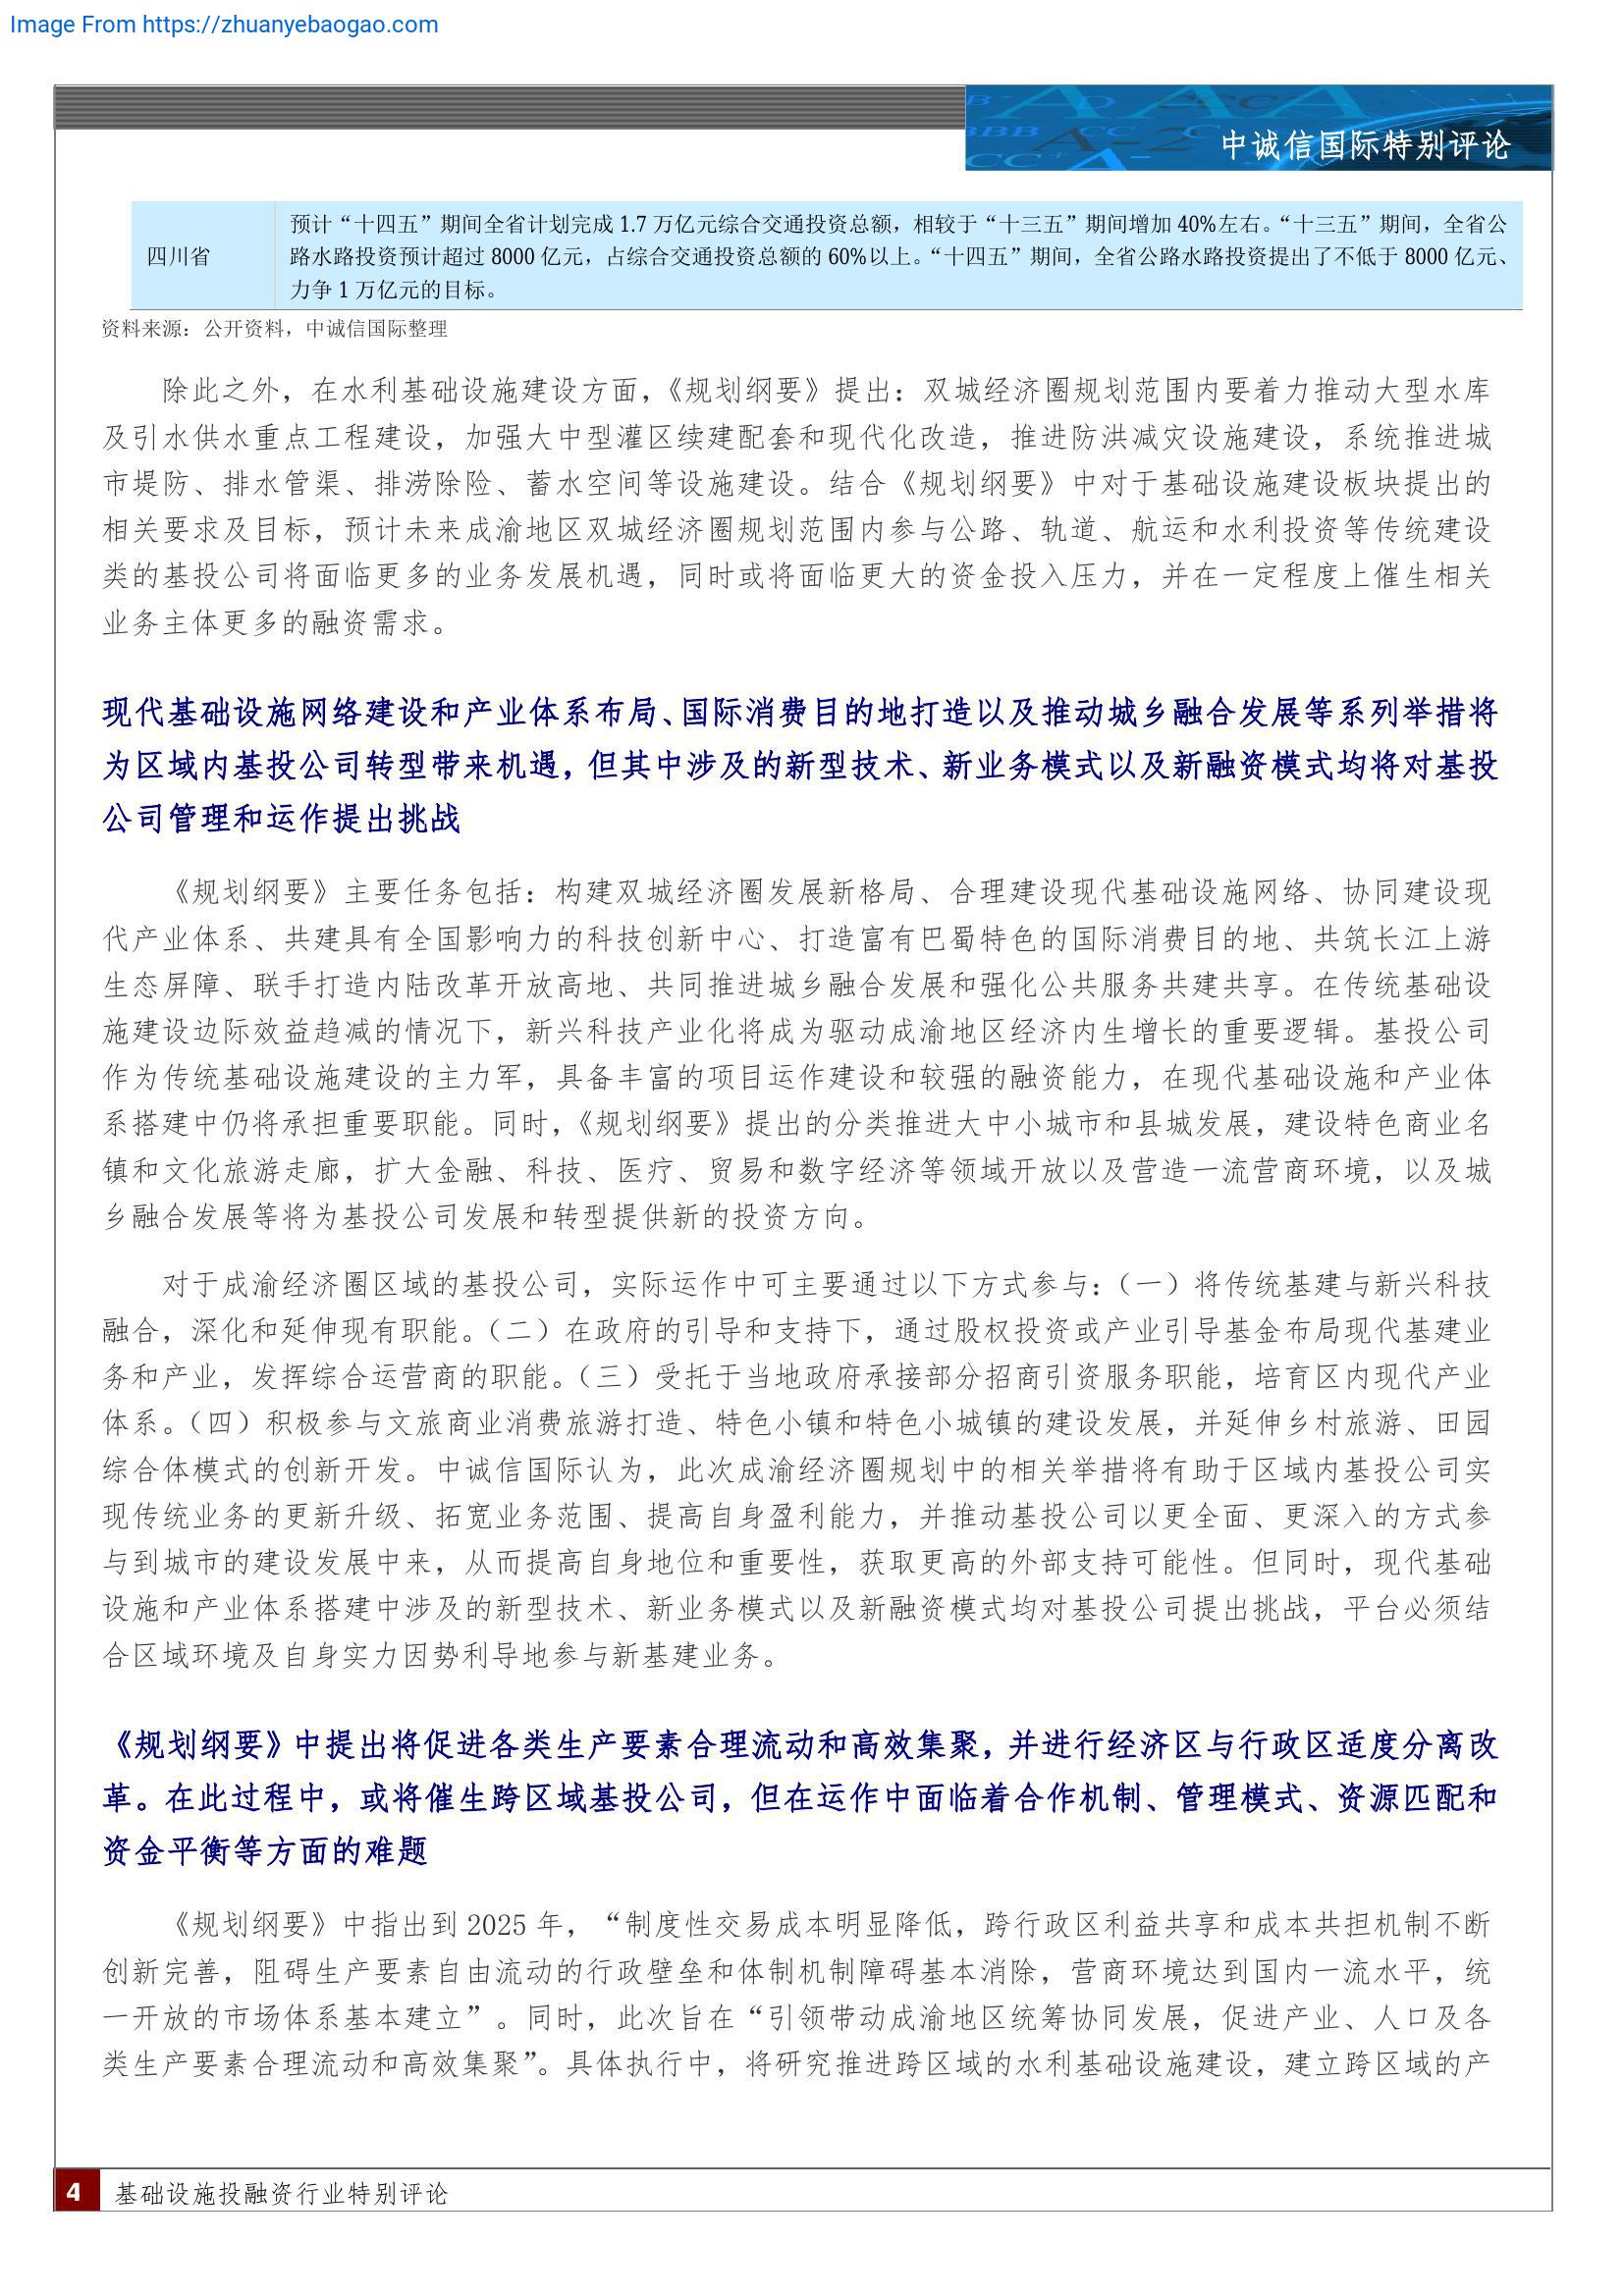 Image From https://zhuanyebaogao.com
中诚信国际特别评论
四川省
预计“十四五”期间全省计划完成 1.7 万亿元综合交通投资总额，相较于“十三五”期间增加 40%左右。“十三五”期间，全省公
路水路投资预计超过 8000 亿元，占综合交通投资总额的 60%以上。“十四五”期间，全省公路水路投资提出了不低于 8000 亿元、
力争 1 万亿元的目标。
资料来源：公开资料，中诚信国际整理
除此之外，在水利基础设施建设方面，《规划纲要》提出：双城经济圈规划范围内要着力推动大型水库
及引水供水重点工程建设，加强大中型灌区续建配套和现代化改造，推进防洪减灾设施建设，系统推进城
市堤防、排水管渠、排涝除险、蓄水空间等设施建设。结合《规划纲要》中对于基础设施建设板块提出的
相关要求及目标，预计未来成渝地区双城经济圈规划范围内参与公路、轨道、航运和水利投资等传统建设
类的基投公司将面临更多的业务发展机遇，同时或将面临更大的资金投入压力，并在一定程度上催生相关
业务主体更多的融资需求。
现代基础设施网络建设和产业体系布局、国际消费目的地打造以及推动城乡融合发展等系列举措将
为区域内基投公司转型带来机遇，但其中涉及的新型技术、新业务模式以及新融资模式均将对基投
公司管理和运作提出挑战
《规划纲要》主要任务包括：构建双城经济圈发展新格局、合理建设现代基础设施网络、协同建设现
代产业体系、共建具有全国影响力的科技创新中心、打造富有巴蜀特色的国际消费目的地、共筑长江上游
生态屏障、联手打造内陆改革开放高地、共同推进城乡融合发展和强化公共服务共建共享。在传统基础设
施建设边际效益趋减的情况下，新兴科技产业化将成为驱动成渝地区经济内生增长的重要逻辑。基投公司
作为传统基础设施建设的主力军，具备丰富的项目运作建设和较强的融资能力，在现代基础设施和产业体
系搭建中仍将承担重要职能。同时，《规划纲要》提出的分类推进大中小城市和县城发展，建设特色商业名
镇和文化旅游走廊，扩大金融、科技、医疗、贸易和数字经济等领域开放以及营造一流营商环境，以及城
乡融合发展等将为基投公司发展和转型提供新的投资方向。
对于成渝经济圈区域的基投公司，实际运作中可主要通过以下方式参与：（一）将传统基建与新兴科技
融合，深化和延伸现有职能。（二）在政府的引导和支持下，通过股权投资或产业引导基金布局现代基建业
务和产业，发挥综合运营商的职能。（三）受托于当地政府承接部分招商引资服务职能，培育区内现代产业
体系。（四）积极参与文旅商业消费旅游打造、特色小镇和特色小城镇的建设发展，并延伸乡村旅游、田园
综合体模式的创新开发。中诚信国际认为，此次成渝经济圈规划中的相关举措将有助于区域内基投公司实
现传统业务的更新升级、拓宽业务范围、提高自身盈利能力，并推动基投公司以更全面、更深入的方式参
与到城市的建设发展中来，从而提高自身地位和重要性，获取更高的外部支持可能性。但同时，现代基础
设施和产业体系搭建中涉及的新型技术、新业务模式以及新融资模式均对基投公司提出挑战，平台必须结
合区域环境及自身实力因势利导地参与新基建业务。
《规划纲要》中提出将促进各类生产要素合理流动和高效集聚，并进行经济区与行政区适度分离改
革。在此过程中，或将催生跨区域基投公司，但在运作中面临着合作机制、管理模式、资源匹配和
资金平衡等方面的难题
《规划纲要》中指出到 2025 年，“制度性交易成本明显降低，跨行政区利益共享和成本共担机制不断
创新完善，阻碍生产要素自由流动的行政壁垒和体制机制障碍基本消除，营商环境达到国内一流水平，统
一开放的市场体系基本建立”。同时，此次旨在“引领带动成渝地区统筹协同发展，促进产业、人口及各
类生产要素合理流动和高效集聚”。具体执行中，将研究推进跨区域的水利基础设施建设，建立跨区域的产
4 基础设施投融资行业特别评论